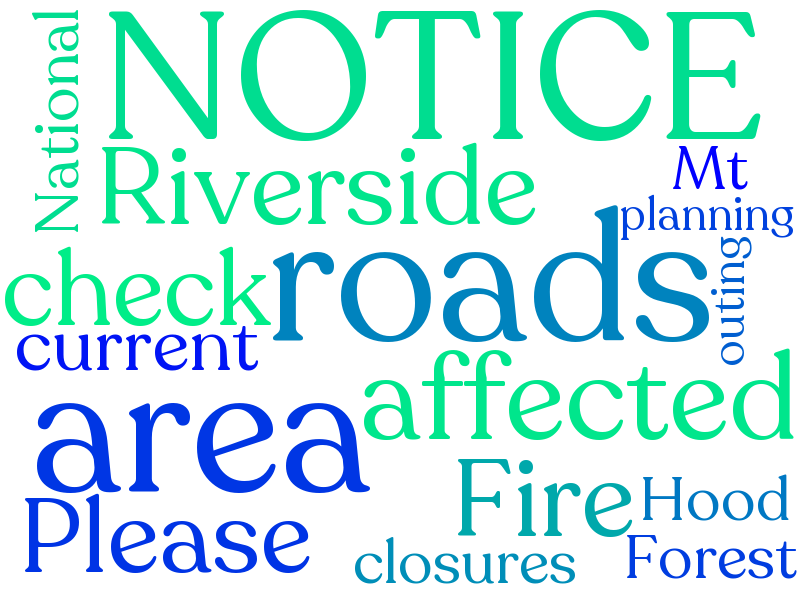 NOTICE
National
Riverside
Mt
planning
check
roads
outing
current
affected
area
Fire
Hood
Please
closures
Forest